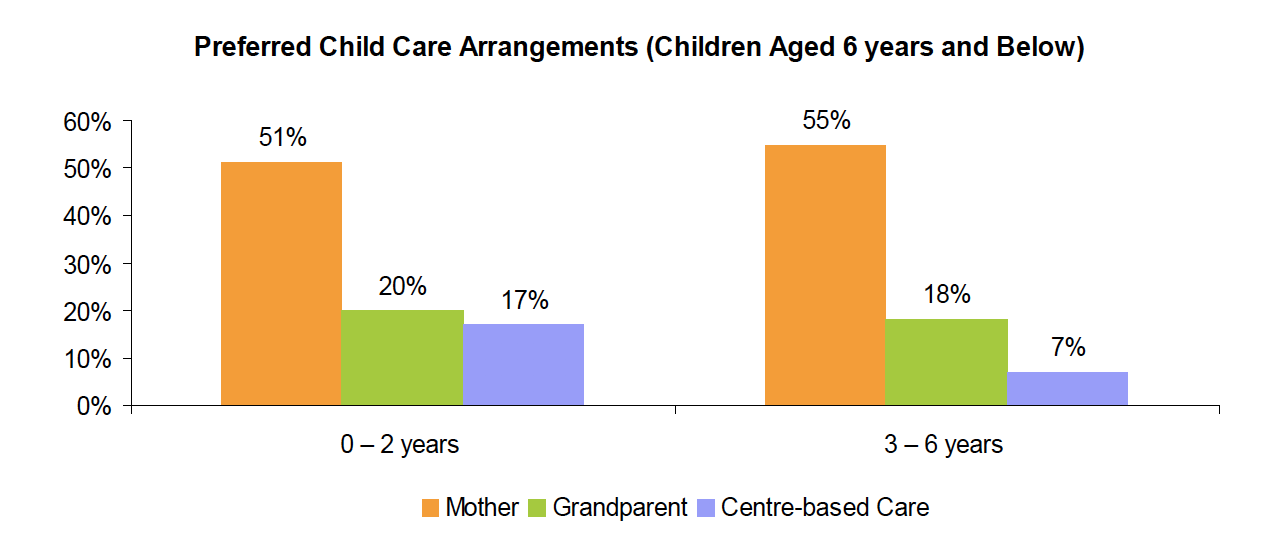 Preferred Child Care Arrangements (Children Aged 6 years and Below)
60%
50%
40%
30%
20%
10%
0%
51%
20%
17%
55%
18%
7%
0 – 2 years
3 – 6 years
Mother
Grandparent
Centre-based Care